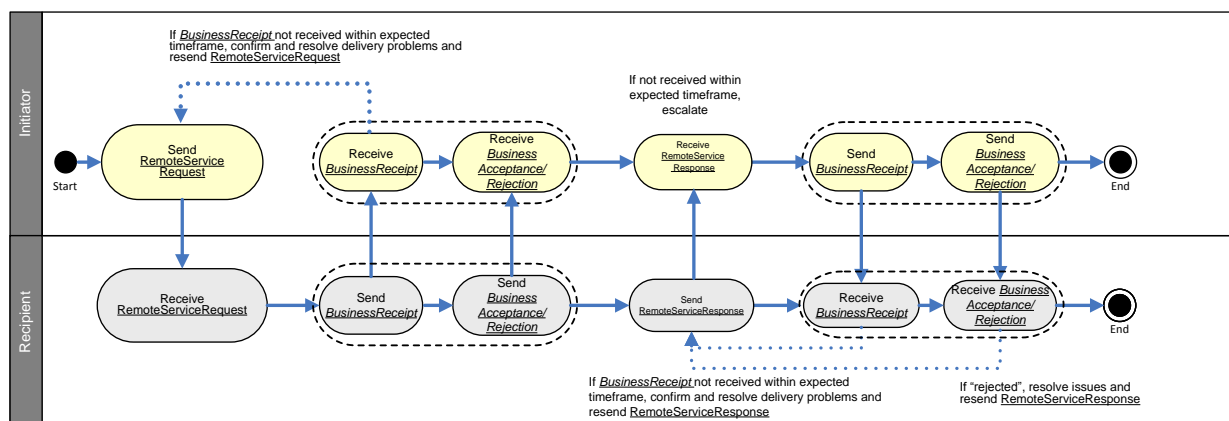 If BusinessReceipt not received within expected
timeframe, confirm and resolve delivery problems and
resend RemoteServiceRequest
If not received within
expected timeframe,
escalate
Initiator
Start
Send
RemoteService
Request
Receive
BusinessReceipt
Receive
Business
Acceptance/
Rejection
Receive
RemoteService
Response
Send
BusinessReceipt
Send
Business
Acceptance/
Rejection
End
Recipient
Receive
RemoteServiceRequest
Send
BusinessReceipt
Send
Business
Acceptance/
Rejection
Send
RemoteServiceResponse
Receive
BusinessReceipt
Receive Business
Acceptance/
Rejection
End
If BusinessReceipt not received within expected
timeframe, confirm and resolve delivery problems and
resend RemoteServiceResponse
If “rejected”, resolve issues and
resend RemoteServiceResponse